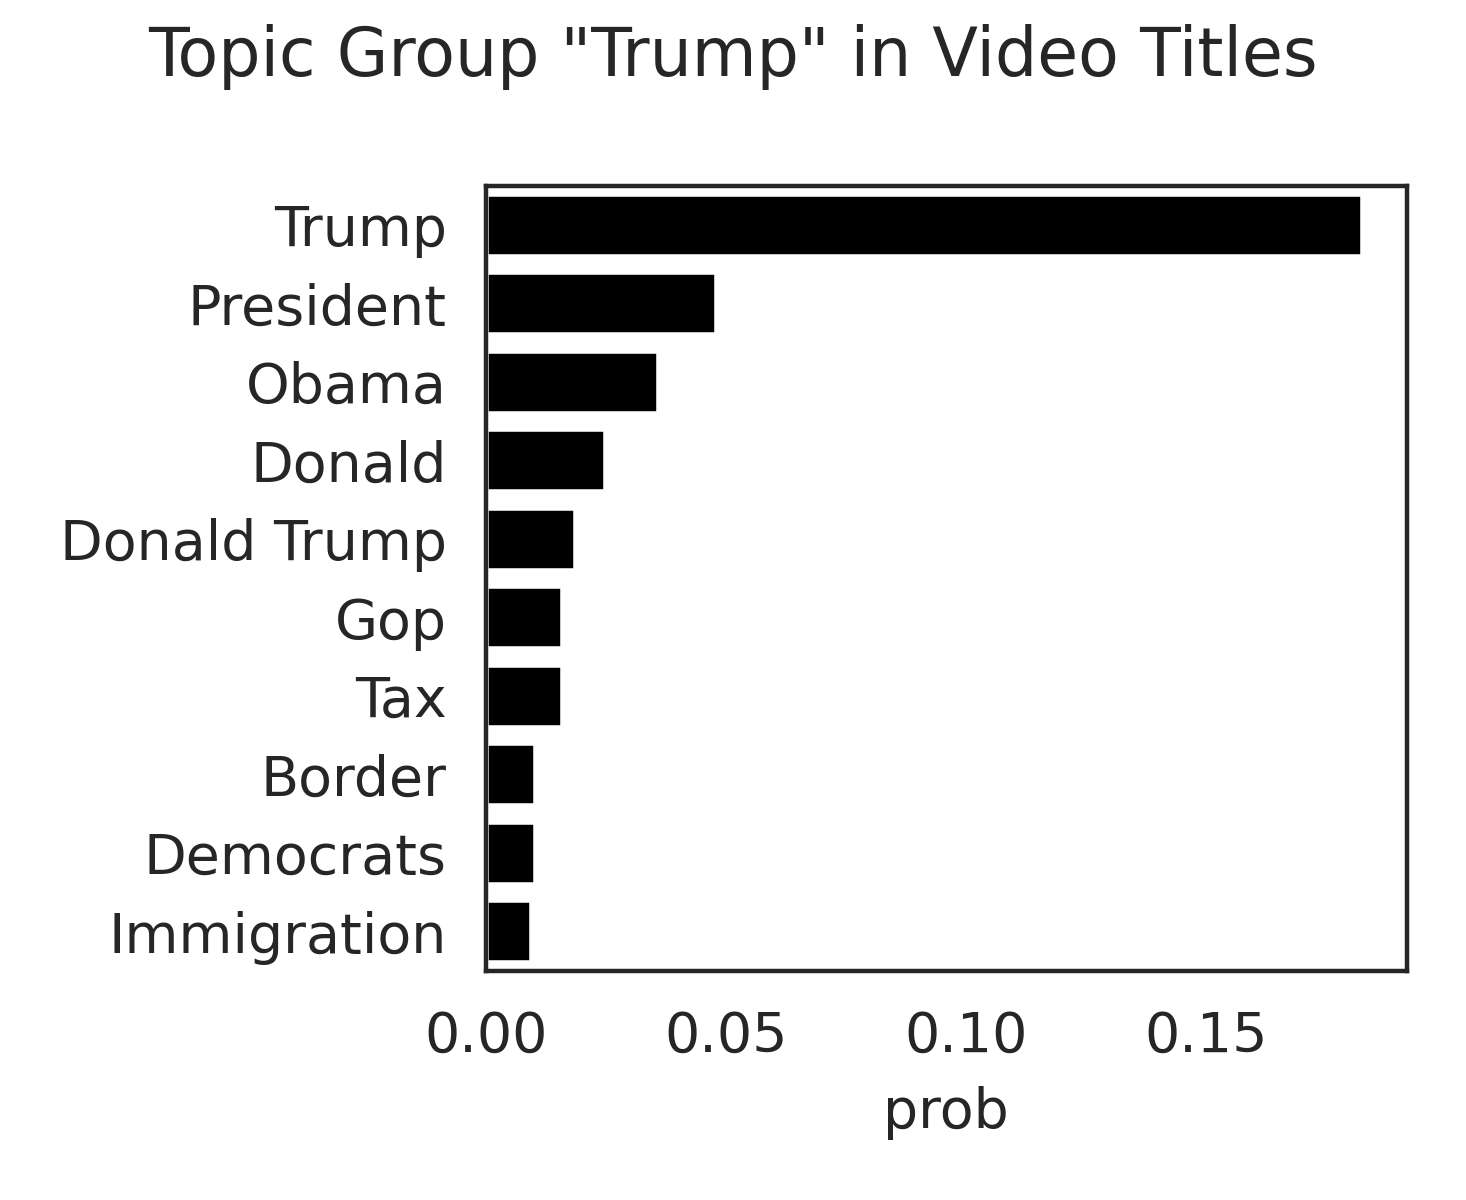 Topic Group "Trump" in Video Titles
Trump
President
Obama
Donald
Donald Trump
Gop
Tax
Border
Democrats
Immigration
0.00 0.05 0.10 0.15
prob